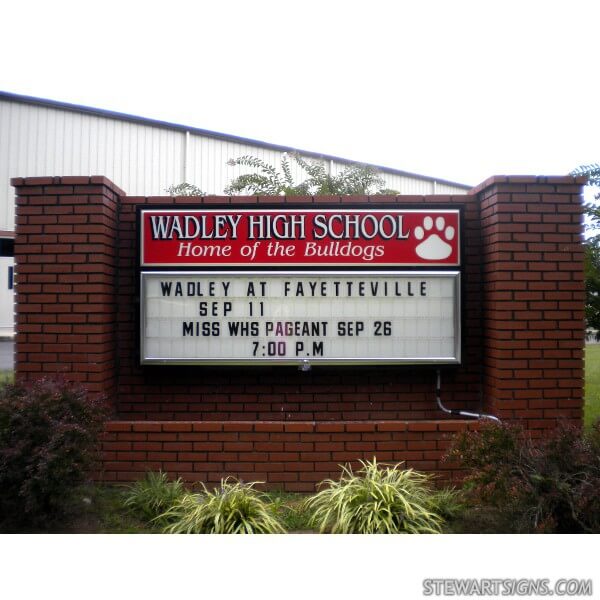 WADLEY HIGH SCHOOL
Home of the Bulldogs
WADLEY AT FAYETTEVILLE
SEP 11
MISS WHS PAGEANT SEP 26
7:00 P.M
STEWARTSIGNS.COM